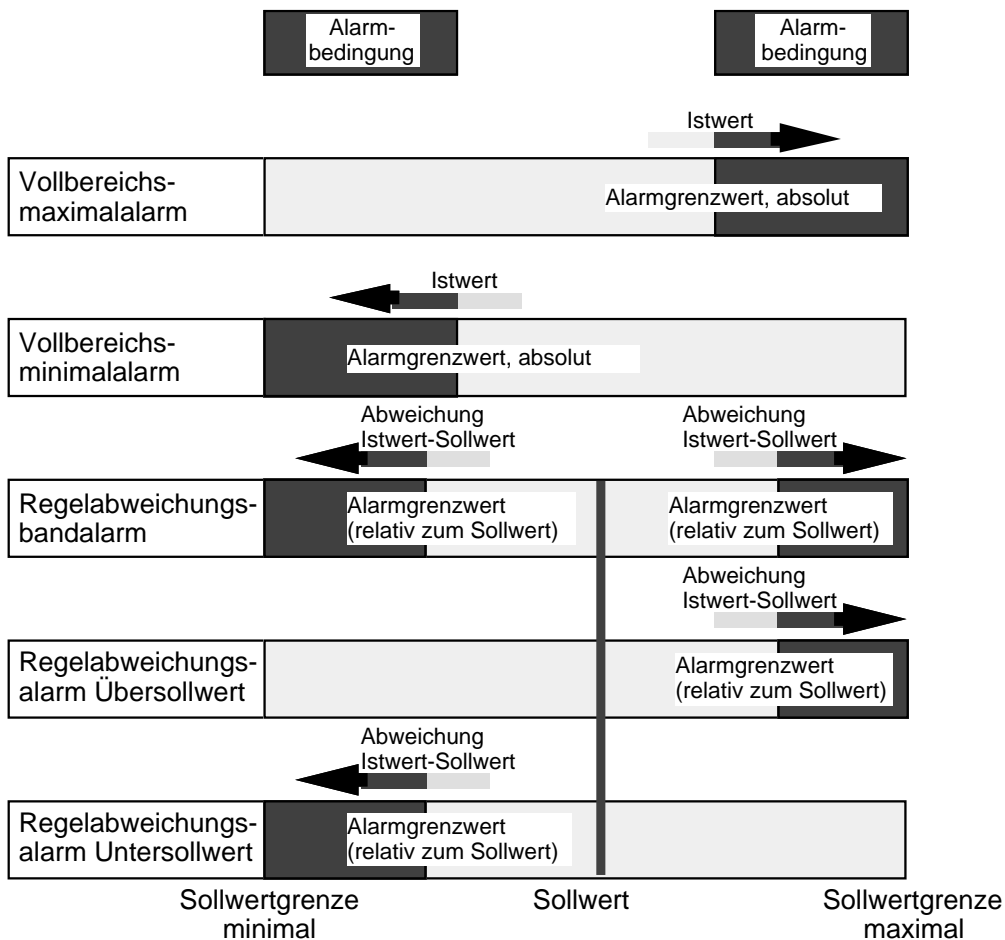 Alarm-
bedingung
Alarm-
bedingung
Istwert
Vollbereichs-
maximalalarm
Alarmgrenzwert, absolut
Istwert
Vollbereichs-
minimalalarm
Alarmgrenzwert, absolut
Abweichung
Istwert-Sollwert
Abweichung
Istwert-Sollwert
Regelabweichungs-
bandalarm
Alarmgrenzwert
(relativ zum Sollwert)
Alarmgrenzwert
(relativ zum Sollwert)
Abweichung
Istwert-Sollwert
Regelabweichungs-
alarm Übersollwert
Alarmgrenzwert
(relativ zum Sollwert)
Abweichung
Istwert-Sollwert
Regelabweichungs-
alarm Untersollwert
Alarmgrenzwert
(relativ zum Sollwert)
Sollwertgrenze
minimal
Sollwert
Sollwertgrenze
maximal